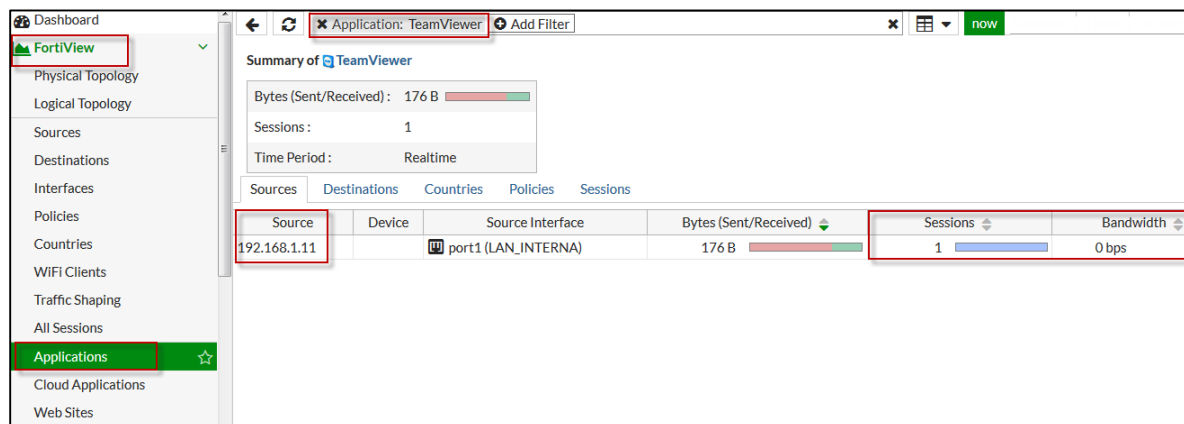 Dashboard
FortiView
Physical Topology
Logical Topology
Sources
Destinations
Interfaces
Policies
Countries
WiFi Clients
Traffic Shaping
All Sessions
Applications
Cloud Applications
Web Sites
Application: TeamViewer Add Filter now
Summary of TeamViewer
Bytes (Sent/Received) : 176 B
Sessions : 1
Time Period : Realtime
Sources Destinations Countries Policies Sessions
Source Device Source Interface Bytes (Sent/Received) Sessions Bandwidth
192.168.1.11 port1 (LAN_INTERNA) 176 B 1 0 bps